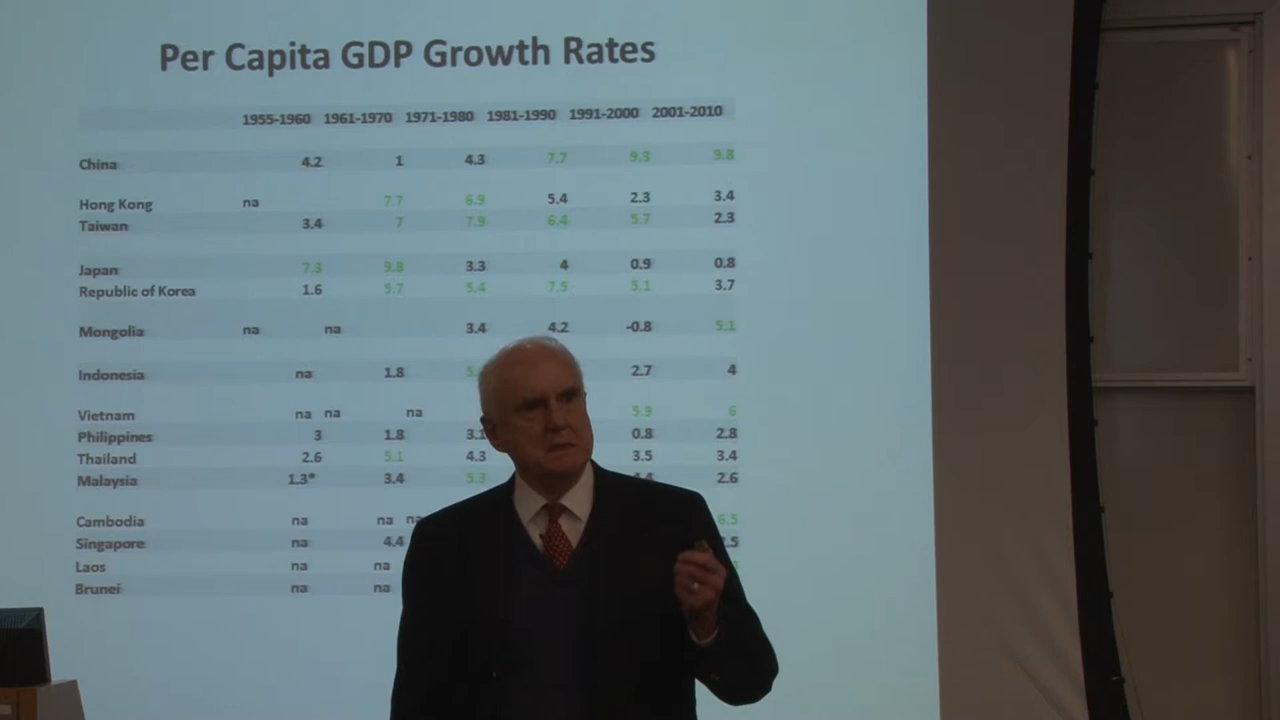 Per Capita GDP Growth Rates
1955-1960 1961-1970 1971-1980 1981-1990 1991-2000 2001-2010
China 4.2 1 4.3 7.7 9.3 9.8
Hong Kong na 7.7 6.9 5.4 2.3 3.4
Taiwan 3.4 7 7.9 6.4 5.7 2.3
Japan 7.3 9.8 3.3 4 0.9 0.8
Republic of Korea 1.6 5.7 5.4 7.5 5.1 3.7
Mongolia na na 3.4 4.2 -0.8 5.1
Indonesia na 1.8 2.7 4
Vietnam na na na 5.9 6
Philippines 3 1.8 3.1 0.8 2.8
Thailand 2.6 5.1 4.3 3.5 3.4
Malaysia 1.3* 3.4 5.3 2.6
Cambodia na na na 6.5
Singapore na 4.4
Laos na na
Brunei na na